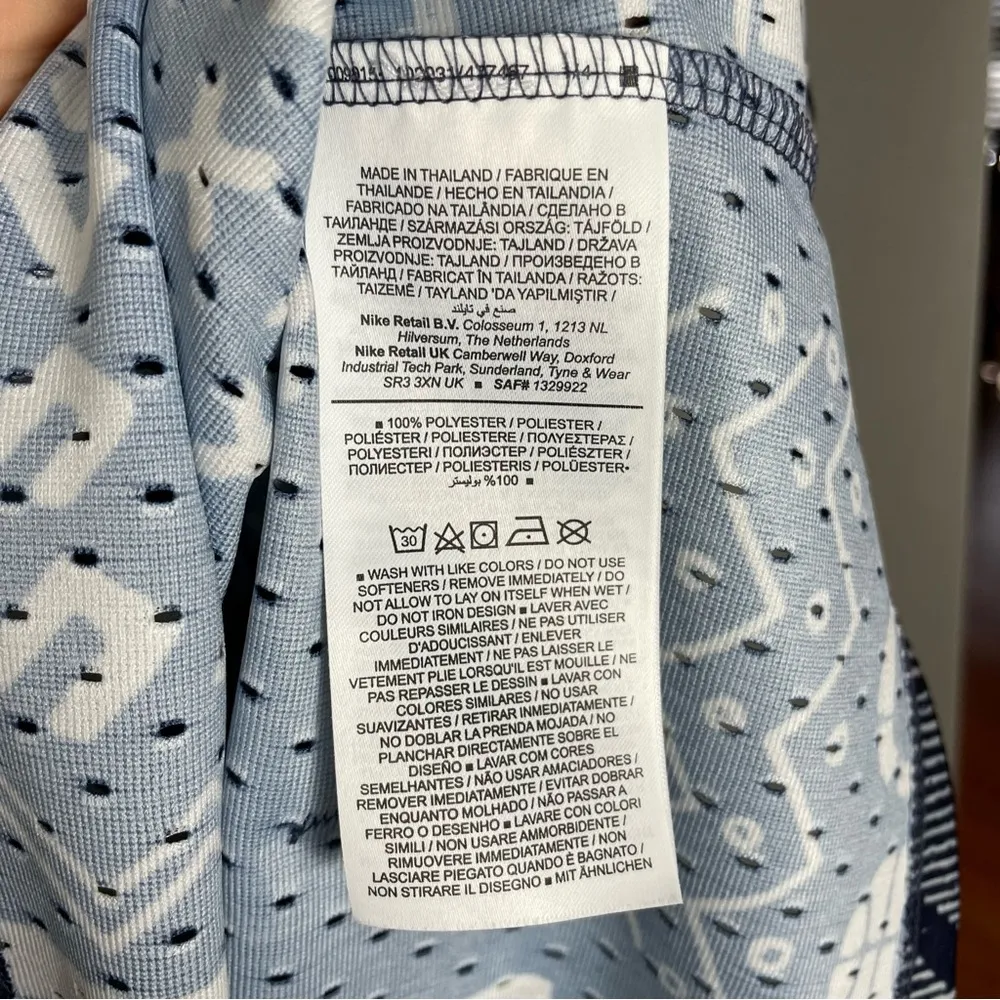 MADE IN THAILAND / FABRIQUE EN
THAILANDE / HECHO EN TAILANDIA /
FABRICADO NA TAILÂNDIA / СДЕЛАНО В
ТАИЛАНДЕ / SZÁRMAZÁSI ORSZÁG: TÁJFÖLD /
ZEMLJA PROIZVODNJE: TAJLAND / DRŽAVA
PROIZVODNJE: TAJLAND / ПРОИЗВЕДЕНО В
ТАЙЛАНД / FABRICAT ÎN TAILANDA / RAŽOTS:
TAIZEMĒ / TAYLAND 'DA YAPILMIŞTIR /
صنع في تايلند
Nike Retail B.V. Colosseum 1, 1213 NL
Hilversum, The Netherlands
Nike Retail UK Camberwell Way, Doxford
Industrial Tech Park, Sunderland, Tyne & Wear
SR3 3XN UK ■ SAF# 1329922
■ 100% POLYESTER / POLIESTER /
POLIÉSTER / POLIESTERE / ΠΟΛΥΕΣΤΕΡΑΣ /
POLYESTERI / ПОЛИЭСТЕР / POLIÉSZTER /
ПОЛИЕСТЕР / POLIESTERIS / POLÜESTER•
100% بوليستر ■
30
■ WASH WITH LIKE COLORS / DO NOT USE
SOFTENERS / REMOVE IMMEDIATELY / DO
NOT ALLOW TO LAY ON ITSELF WHEN WET /
DO NOT IRON DESIGN ■ LAVER AVEC
COULEURS SIMILAIRES / NE PAS UTILISER
D'ADOUCISSANT / ENLEVER
IMMEDIATEMENT / NE PAS LAISSER LE
VETEMENT PLIE LORSQU'IL EST MOUILLE / NE
PAS REPASSER LE DESSIN ■ LAVAR CON
COLORES SIMILARES / NO USAR
SUAVIZANTES / RETIRAR INMEDIATAMENTE /
NO DOBLAR LA PRENDA MOJADA / NO
PLANCHAR DIRECTAMENTE SOBRE EL
DISEÑO ■ LAVAR COM CORES
SEMELHANTES / NÃO USAR AMACIADORES /
REMOVER IMEDIATAMENTE / EVITAR DOBRAR
ENQUANTO MOLHADO / NÃO PASSAR A
FERRO O DESENHO ■ LAVARE CON COLORI
SIMILI / NON USARE AMMORBIDENTE /
RIMUOVERE IMMEDIATAMENTE / NON
LASCIARE PIEGATO QUANDO È BAGNATO /
NON STIRARE IL DISEGNO ■ MIT ÄHNLICHEN